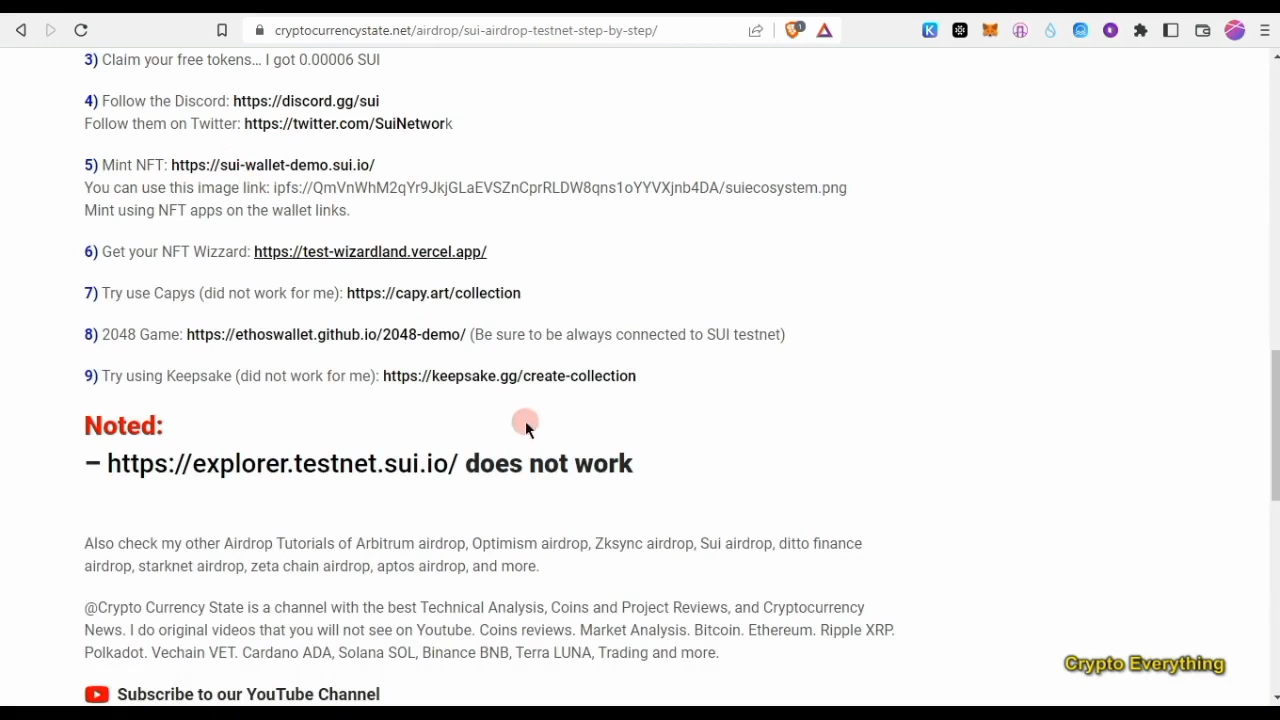 cryptocurrencystate.net/airdrop/sui-airdrop-testnet-step-by-step/
3) Claim your free tokens... I got 0.00006 SUI
4) Follow the Discord: https://discord.gg/sui
Follow them on Twitter: https://twitter.com/SuiNetwork
5) Mint NFT: https://sui-wallet-demo.sui.io/
You can use this image link: ipfs://QmVnWhM2qYr9JkjGLaEVSZnCprRLDW8qns1oYYVXjnb4DA/suiecosystem.png
Mint using NFT apps on the wallet links.
6) Get your NFT Wizzard: https://test-wizardland.vercel.app/
7) Try use Capys (did not work for me): https://capy.art/collection
8) 2048 Game: https://ethoswallet.github.io/2048-demo/ (Be sure to be always connected to SUI testnet)
9) Try using Keepsake (did not work for me): https://keepsake.gg/create-collection
Noted:
– https://explorer.testnet.sui.io/ does not work
Also check my other Airdrop Tutorials of Arbitrum airdrop, Optimism airdrop, Zksync airdrop, Sui airdrop, ditto finance
airdrop, starknet airdrop, zeta chain airdrop, aptos airdrop, and more.
@Crypto Currency State is a channel with the best Technical Analysis, Coins and Project Reviews, and Cryptocurrency
News. I do original videos that you will not see on Youtube. Coins reviews. Market Analysis. Bitcoin. Ethereum. Ripple XRP.
Polkadot. Vechain VET. Cardano ADA, Solana SOL, Binance BNB, Terra LUNA, Trading and more.
Crypto Everything
Subscribe to our YouTube Channel